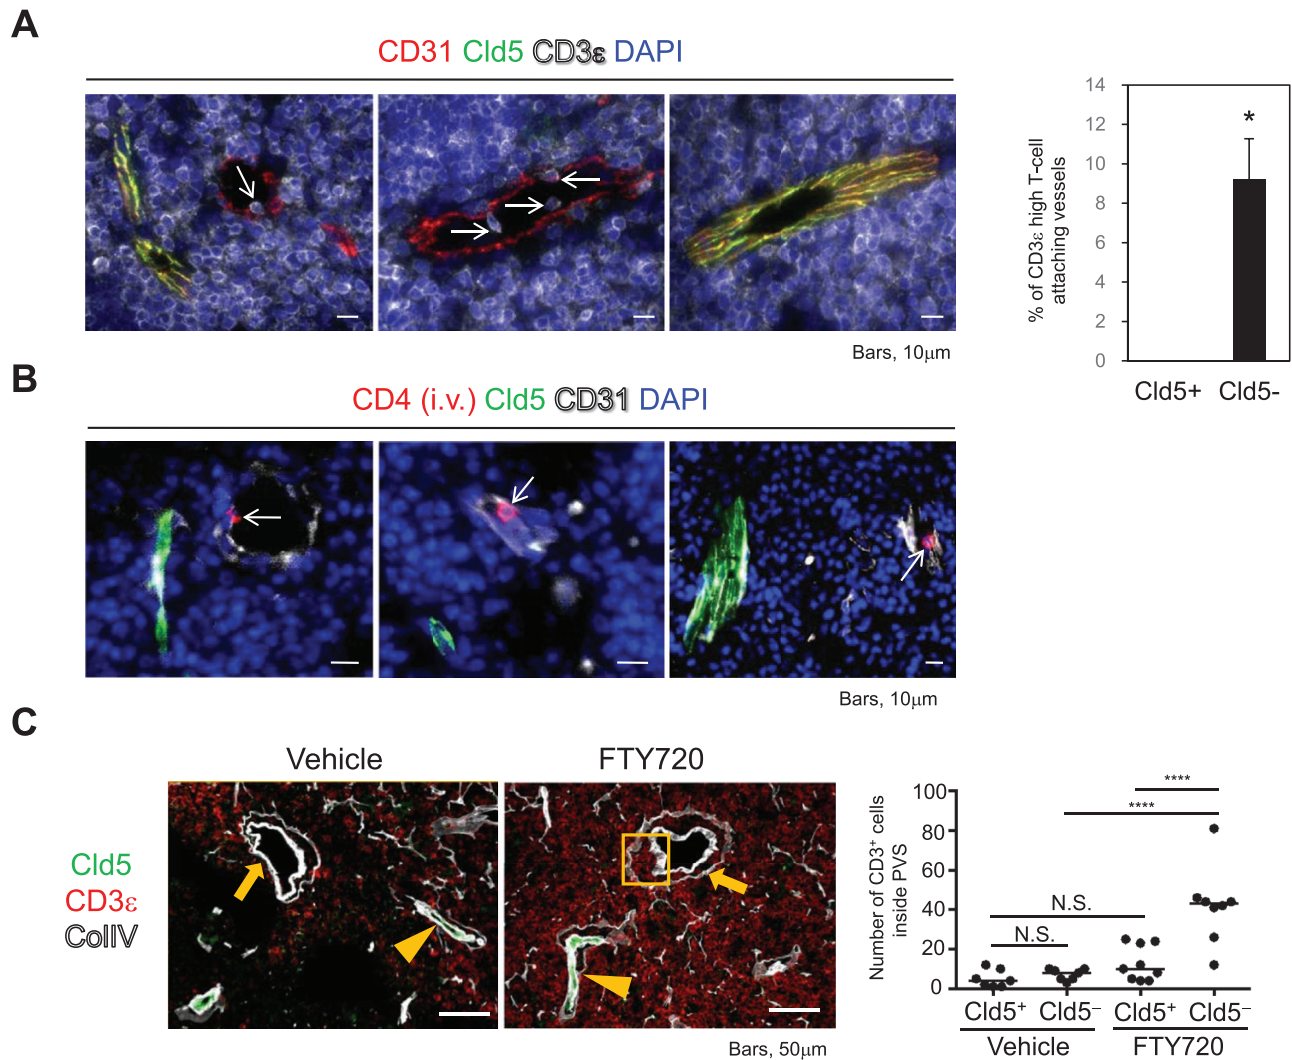 A
CD31 Cld5 CD3ε DAPI
Bars, 10μm
% of CD3ε high T-cell
attaching vessels
14
12
10
8
6
4
2
0
*
Cld5+ Cld5-
B
CD4 (i.v.) Cld5 CD31 DAPI
Bars, 10μm
C
Vehicle FTY720
Cld5
CD3ε
ColIV
Bars, 50μm
Number of CD3⁺ cells
inside PVS
100
80
60
40
20
0
****
****
N.S.
N.S.
Cld5⁺ Cld5⁻ Cld5⁺ Cld5⁻
Vehicle FTY720